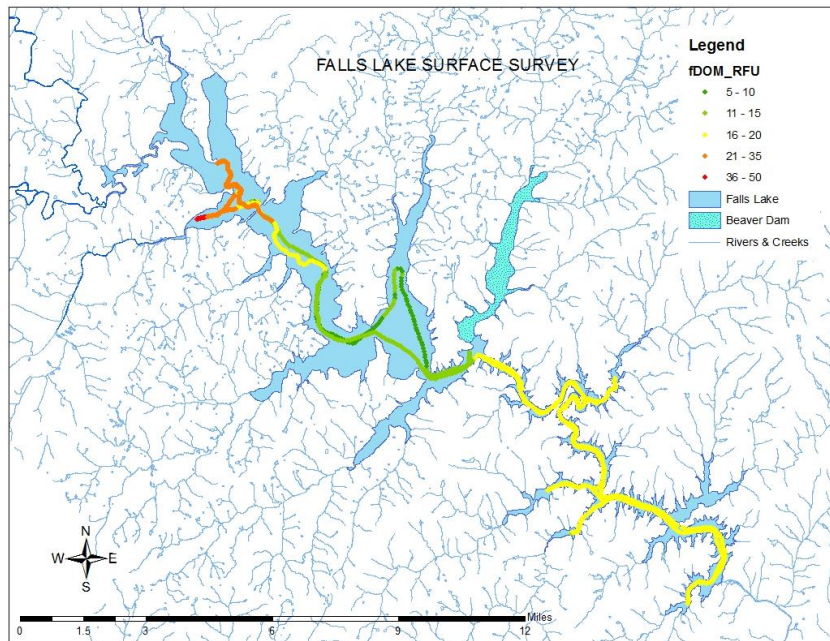 FALLS LAKE SURFACE SURVEY
Legend
fDOM_RFU
5 - 10
11 - 15
16 - 20
21 - 35
36 - 50
Falls Lake
Beaver Dam
Rivers & Creeks
N
W E
S
Miles
0 1.5 3 6 9 12